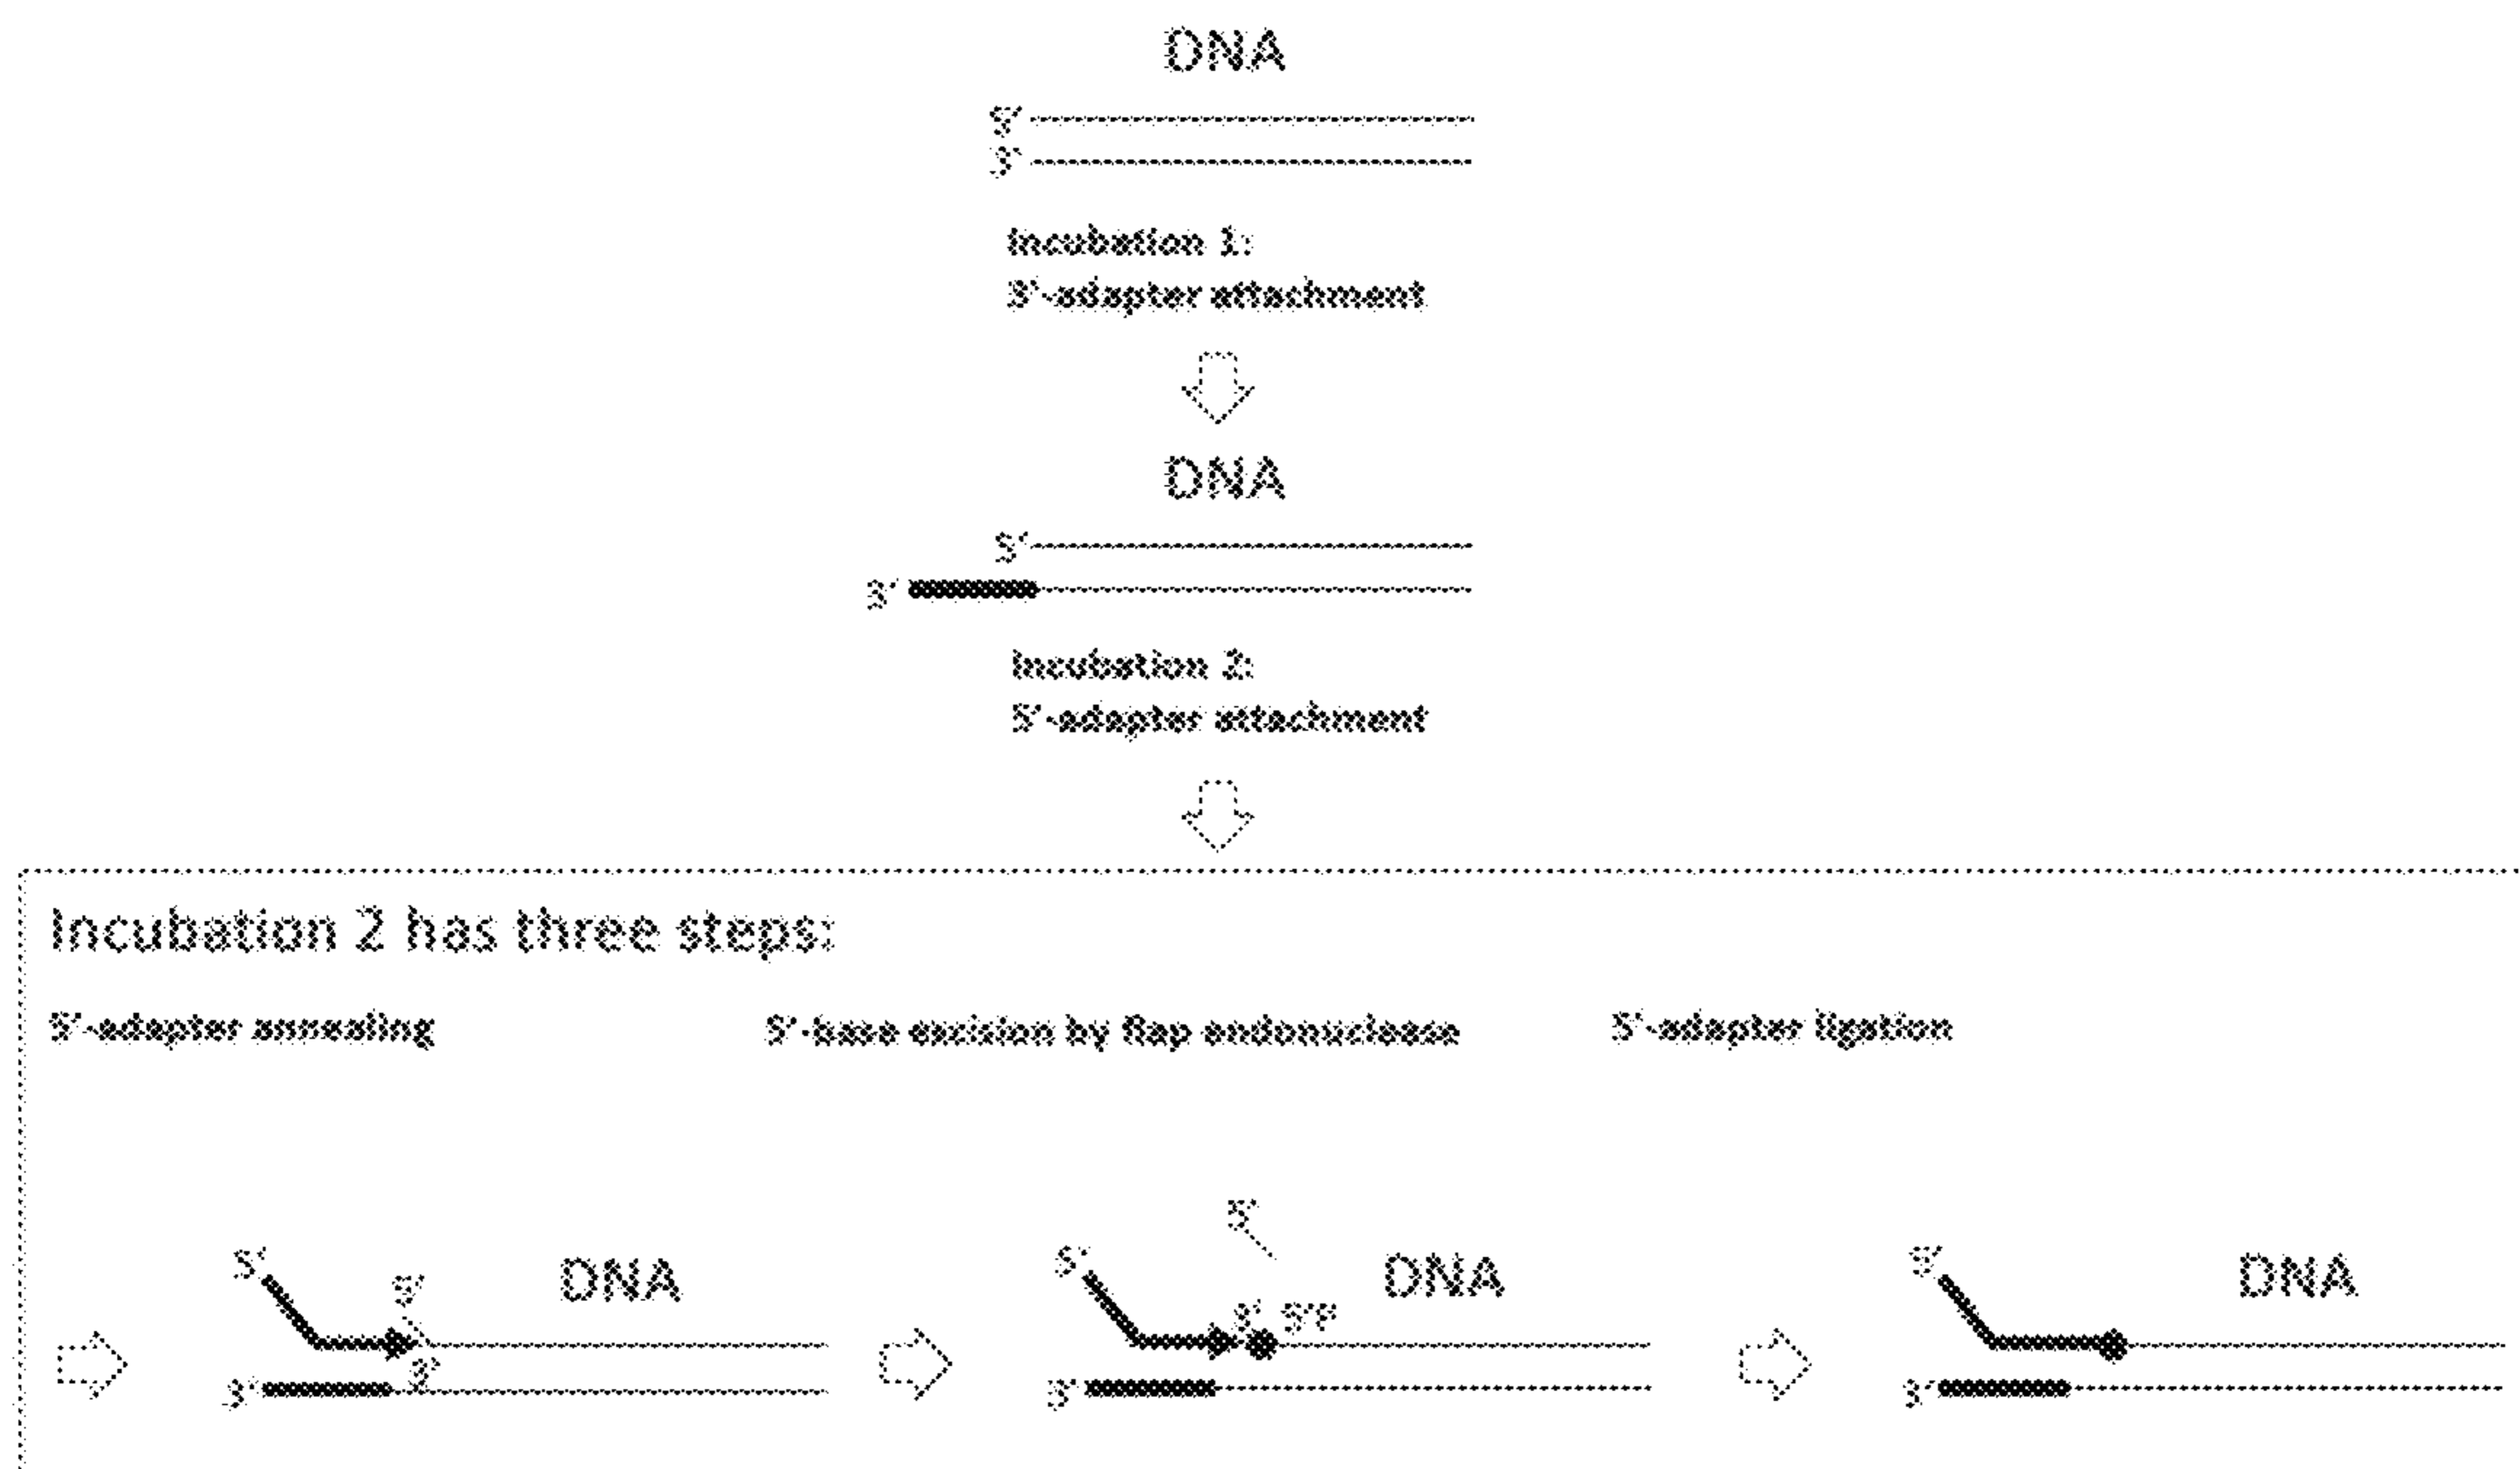 DNA
5'
3'
Incubation 1:
3'-adapter attachment
DNA
5'
3'
Incubation 2:
5'-adapter attachment
Incubation 2 has three steps:
5'-adapter annealing
5'-base excision by flap endonuclease
5'-adapter ligation
5'
5' 5' 5'
DNA DNA DNA
3' 5'P
3'
3' 3' 3'